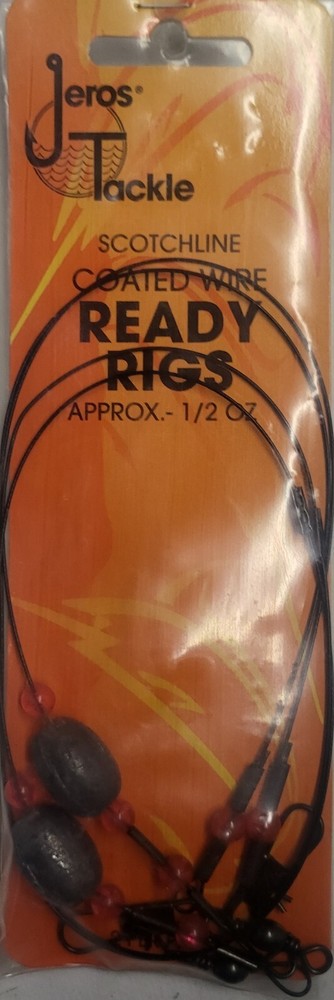 Jeros®
Tackle
SCOTCHLINE
COATED WIRE
READY
RIGS
APPROX.- 1/2 OZ